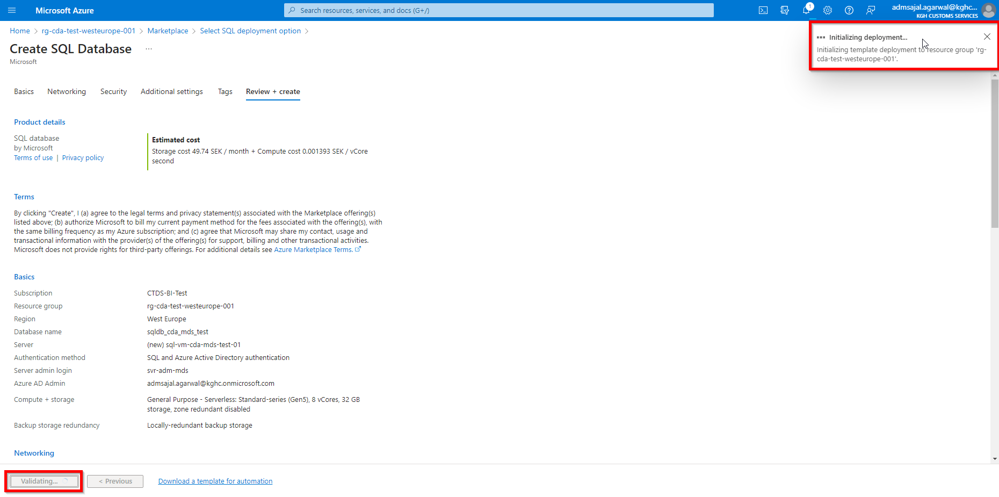 Microsoft Azure
Search resources, services, and docs (G+/)
1
admsajal.agarwal@kghc...
KGH CUSTOMS SERVICES
Home > rg-cda-test-westeurope-001 > Marketplace > Select SQL deployment option >
Create SQL Database ...
Microsoft
Initializing deployment...
Initializing template deployment to resource group 'rg-
cda-test-westeurope-001'.
Basics Networking Security Additional settings Tags Review + create
Product details
SQL database
by Microsoft
Terms of use | Privacy policy
Estimated cost
Storage cost 49.74 SEK / month + Compute cost 0.001393 SEK / vCore
second
Terms
By clicking "Create", I (a) agree to the legal terms and privacy statement(s) associated with the Marketplace offering(s)
listed above; (b) authorize Microsoft to bill my current payment method for the fees associated with the offering(s), with
the same billing frequency as my Azure subscription; and (c) agree that Microsoft may share my contact, usage and
transactional information with the provider(s) of the offering(s) for support, billing and other transactional activities.
Microsoft does not provide rights for third-party offerings. For additional details see Azure Marketplace Terms.
Basics
Subscription CTDS-BI-Test
Resource group rg-cda-test-westeurope-001
Region West Europe
Database name sqldb_cda_mds_test
Server (new) sql-vm-cda-mds-test-01
Authentication method SQL and Azure Active Directory authentication
Server admin login svr-adm-mds
Azure AD Admin admsajal.agarwal@kghc.onmicrosoft.com
Compute + storage General Purpose - Serverless: Standard-series (Gen5), 8 vCores, 32 GB
storage, zone redundant disabled
Backup storage redundancy Locally-redundant backup storage
Networking
Validating... < Previous Download a template for automation